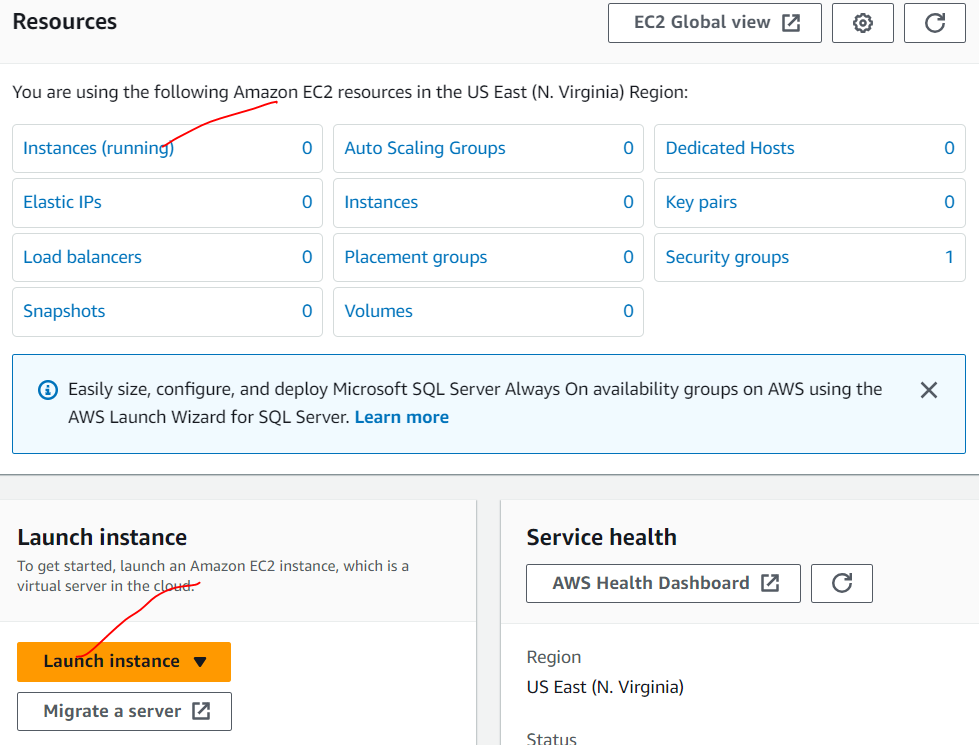 Resources
EC2 Global view
You are using the following Amazon EC2 resources in the US East (N. Virginia) Region:
Instances (running) 0
Auto Scaling Groups 0
Dedicated Hosts 0
Elastic IPs 0
Instances 0
Key pairs 0
Load balancers 0
Placement groups 0
Security groups 1
Snapshots 0
Volumes 0
Easily size, configure, and deploy Microsoft SQL Server Always On availability groups on AWS using the
AWS Launch Wizard for SQL Server. Learn more
Launch instance
To get started, launch an Amazon EC2 instance, which is a
virtual server in the cloud.
Launch instance
Migrate a server
Service health
AWS Health Dashboard
Region
US East (N. Virginia)
Status